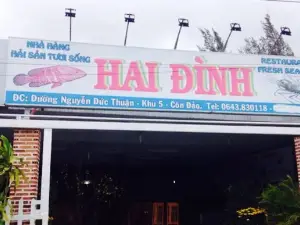 NHÀ HÀNG
HẢI SẢN TƯƠI SỐNG
HAI ĐÌNH
RESTAURA
FRESH SEA
ĐC: Đường Nguyễn Đức Thuận - Khu 5 - Côn Đảo. Tel: 0643.830118 -